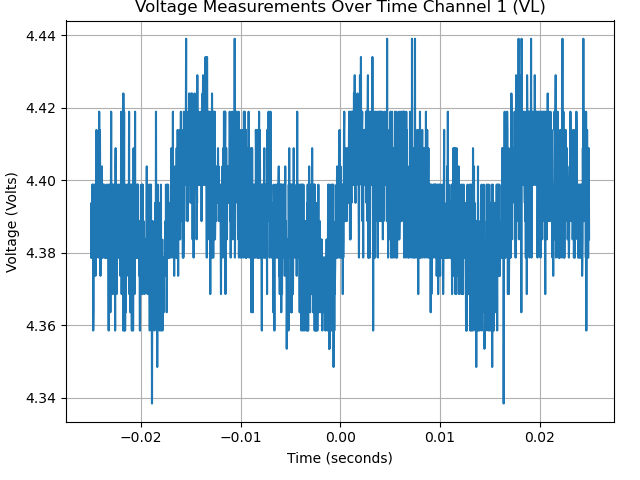 Voltage Measurements Over Time Channel 1 (VL)
4.44
4.42
4.40
4.38
4.36
4.34
Voltage (Volts)
−0.02 −0.01 0.00 0.01 0.02
Time (seconds)